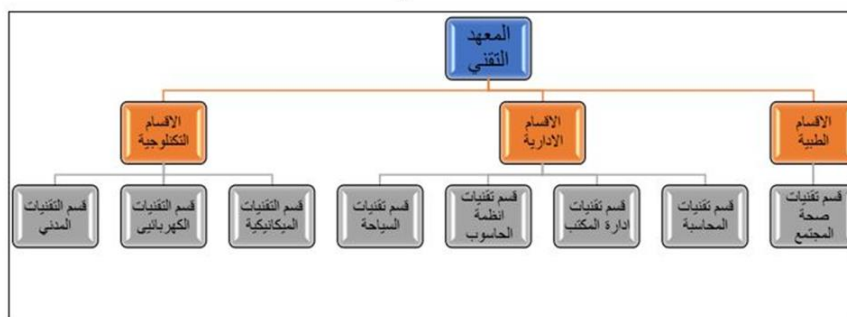 المعهد
التقني
الاقسام
الطبية
الاقسام
الادارية
الاقسام
التكنلوجية
قسم تقنيات
صحة
المجتمع
قسم تقنيات
المحاسبة
قسم تقنيات
ادارة المكتب
قسم تقنيات
انظمة
الحاسوب
قسم تقنيات
السياحة
قسم التقنيات
الميكانيكية
قسم التقنيات
الكهربائيى
قسم التقنيات
المدني